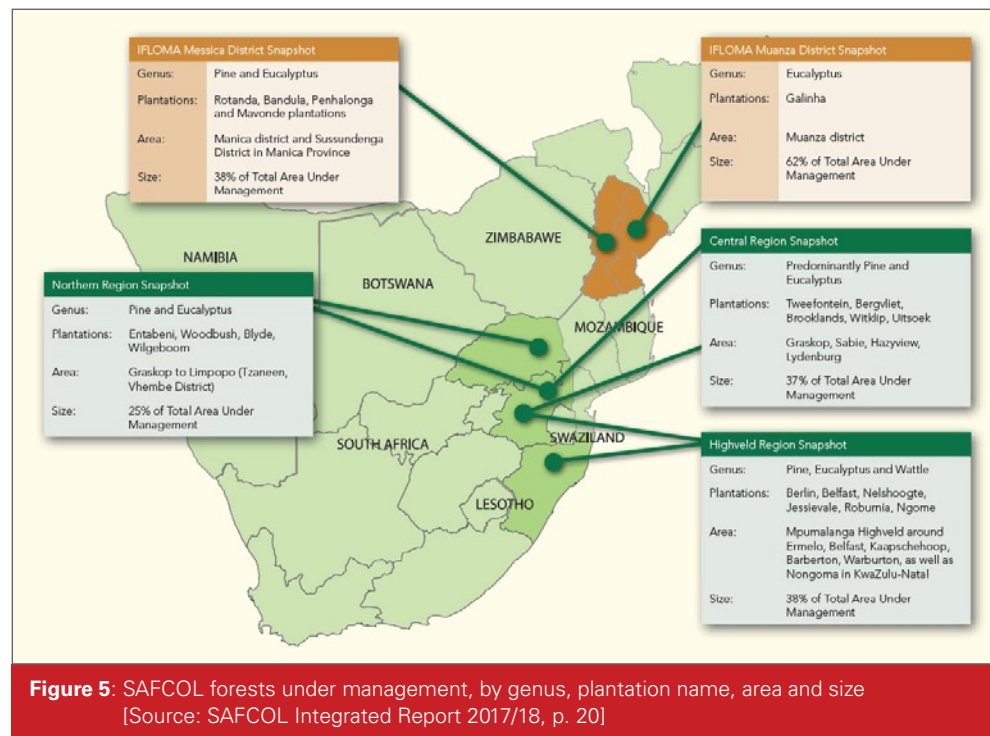 IFLOMA Messica District Snapshot
Genus: Pine and Eucalyptus
Plantations: Rotanda, Bandula, Penhalonga
and Mavonde plantations
Area: Manica district and Sussundenga
District in Manica Province
Size: 38% of Total Area Under
Management
IFLOMA Muanza District Snapshot
Genus: Eucalyptus
Plantations: Galinha
Area: Muanza district
Size: 62% of Total Area Under
Management
Northern Region Snapshot
Genus: Pine and Eucalyptus
Plantations: Entabeni, Woodbush, Blyde,
Wilgeboom
Area: Graskop to Limpopo (Tzaneen,
Vhembe District)
Size: 25% of Total Area Under
Management
Central Region Snapshot
Genus: Predominantly Pine and
Eucalyptus
Plantations: Tweefontein, Bergvliet,
Brooklands, Witklip, Uitsoek
Area: Graskop, Sabie, Hazyview,
Lydenburg
Size: 37% of Total Area Under
Management
Highveld Region Snapshot
Genus: Pine, Eucalyptus and Wattle
Plantations: Berlin, Belfast, Nelshoogte,
Jessievale, Roburnia, Ngome
Area: Mpumalanga Highveld around
Ermelo, Belfast, Kaapschehoop,
Barberton, Warburton, as well as
Nongoma in KwaZulu-Natal
Size: 38% of Total Area Under
Management
NAMIBIA
BOTSWANA
ZIMBABAWE
MOZAMBIQUE
SOUTH AFRICA
SWAZILAND
LESOTHO
Figure 5: SAFCOL forests under management, by genus, plantation name, area and size
[Source: SAFCOL Integrated Report 2017/18, p. 20]